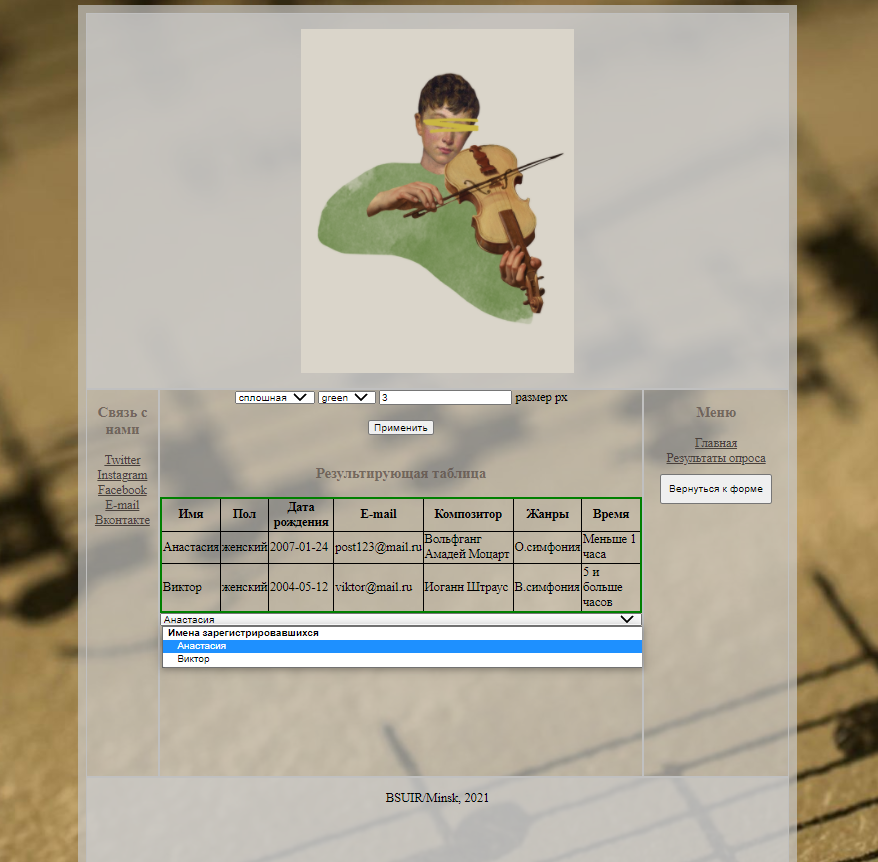 Связь с
нами
Twitter
Instagram
Facebook
E-mail
Вконтакте
сплошная green 3 размер px
Применить
Результирующая таблица
Имя Пол Дата рождения E-mail Композитор Жанры Время
Анастасия женский 2007-01-24 post123@mail.ru Вольфганг Амадей Моцарт О.симфония Меньше 1 часа
Виктор женский 2004-05-12 viktor@mail.ru Иоганн Штраус В.симфония 5 и больше часов
Анастасия
Имена зарегистрировавшихся
Анастасия
Виктор
Меню
Главная
Результаты опроса
Вернуться к форме
BSUIR/Minsk, 2021